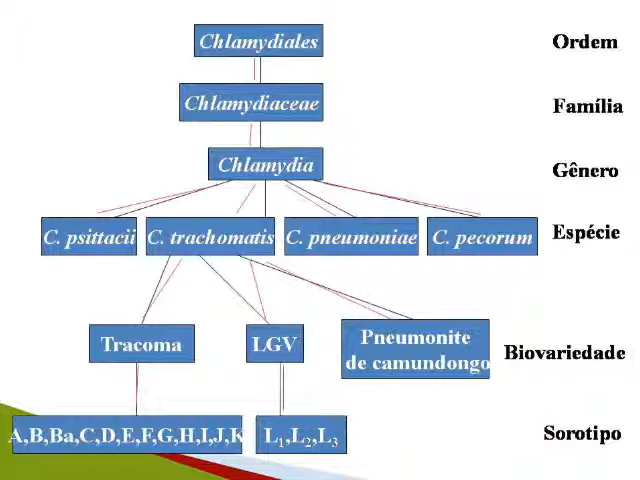 Chlamydiales Ordem
Chlamydiaceae Família
Chlamydia Gênero
C. psittacii C. trachomatis C. pneumoniae C. pecorum Espécie
Tracoma LGV Pneumonite
de camundongo Biovariedade
A,B,Ba,C,D,E,F,G,H,I,J,K L₁,L₂,L₃ Sorotipo